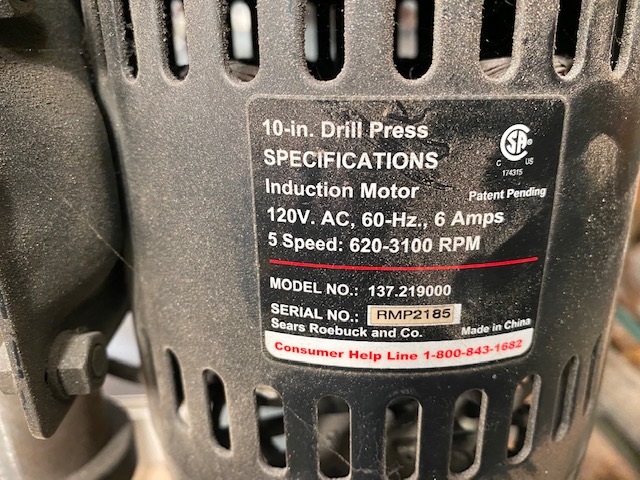 10-in. Drill Press
SPECIFICATIONS
Induction Motor
120V. AC, 60-Hz., 6 Amps
5 Speed: 620-3100 RPM
SA®
C US
174315
Patent Pending
MODEL NO.: 137.219000
SERIAL NO.: RMP2185
Sears Roebuck and Co.
Made in China
Consumer Help Line 1-800-843-1682